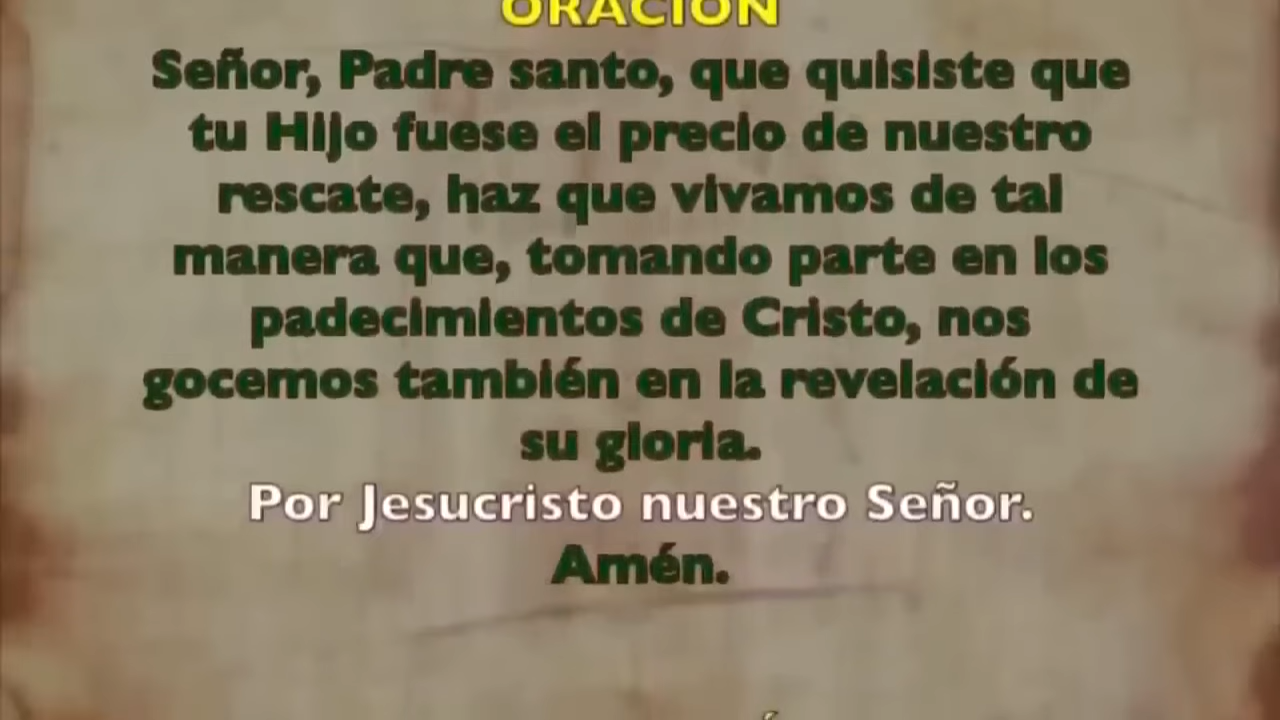 ORACIÓN
Señor, Padre santo, que quisiste que
tu Hijo fuese el precio de nuestro
rescate, haz que vivamos de tal
manera que, tomando parte en los
padecimientos de Cristo, nos
gocemos también en la revelación de
su gloria.
Por Jesucristo nuestro Señor.
Amén.